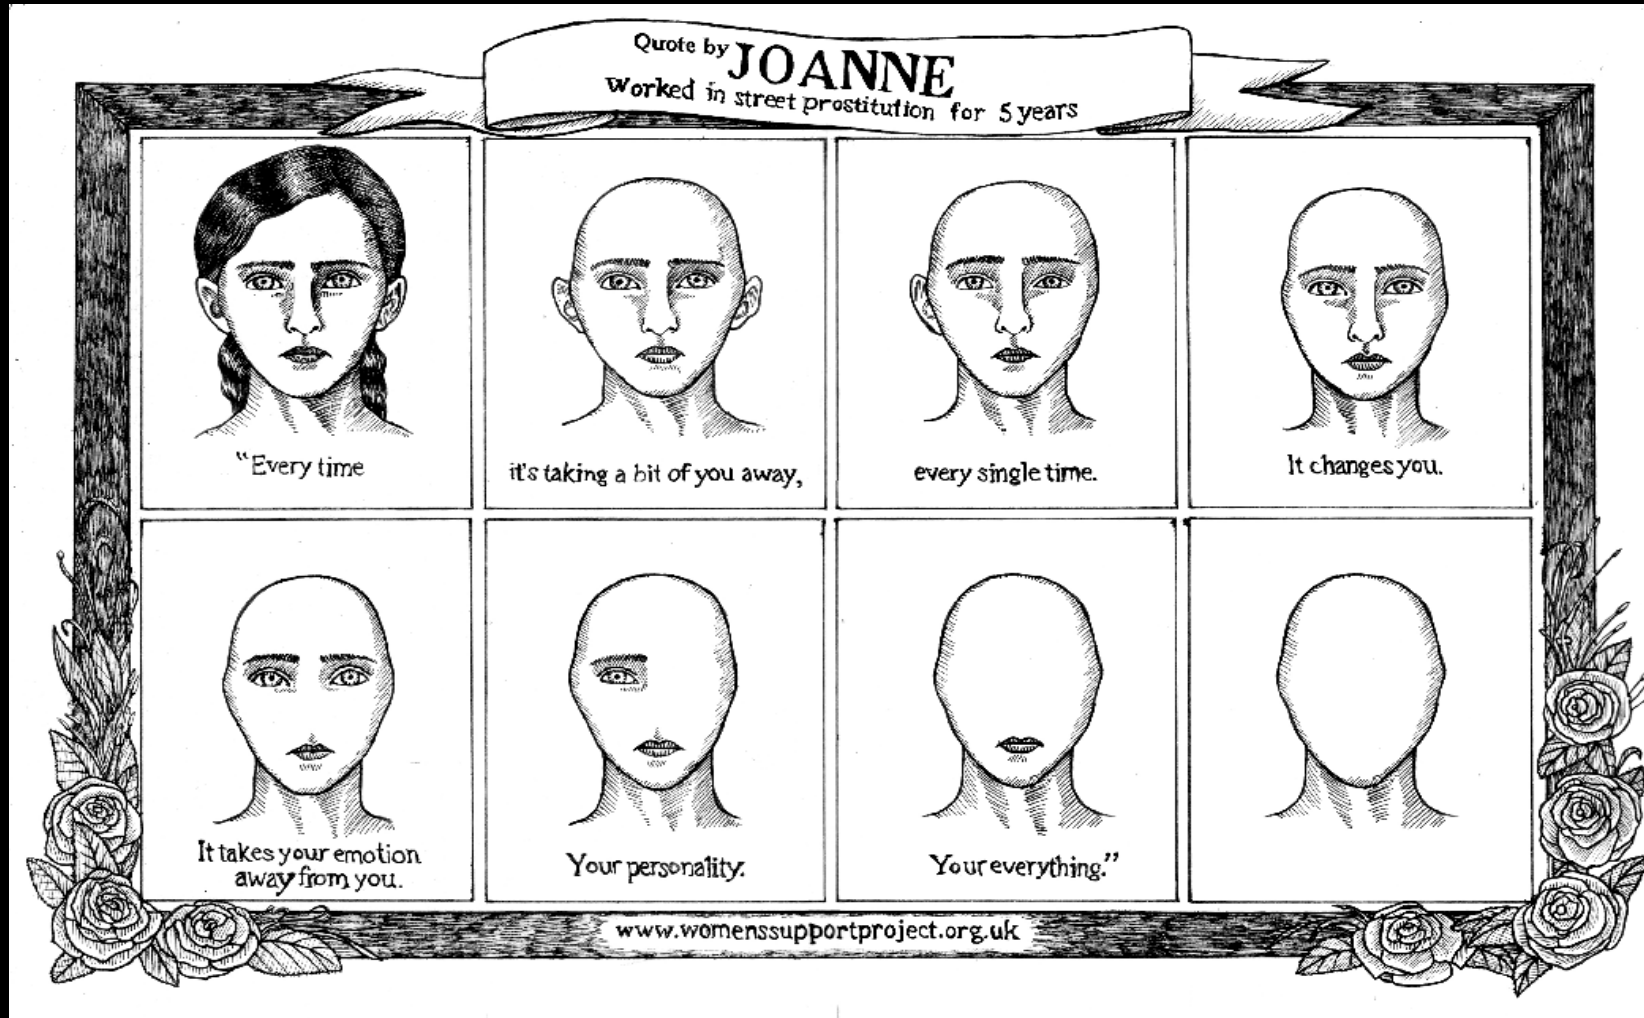 Quote by JOANNE
Worked in street prostitution for 5 years
“Every time
it's taking a bit of you away,
every single time.
It changes you.
It takes your emotion
away from you.
Your personality.
Your everything.”
www.womenssupportproject.org.uk